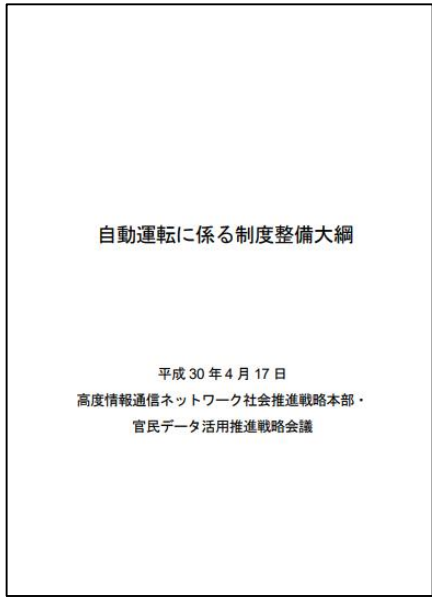 自動運転に係る制度整備大綱
平成 30 年 4 月 17 日
高度情報通信ネットワーク社会推進戦略本部・
官民データ活用推進戦略会議